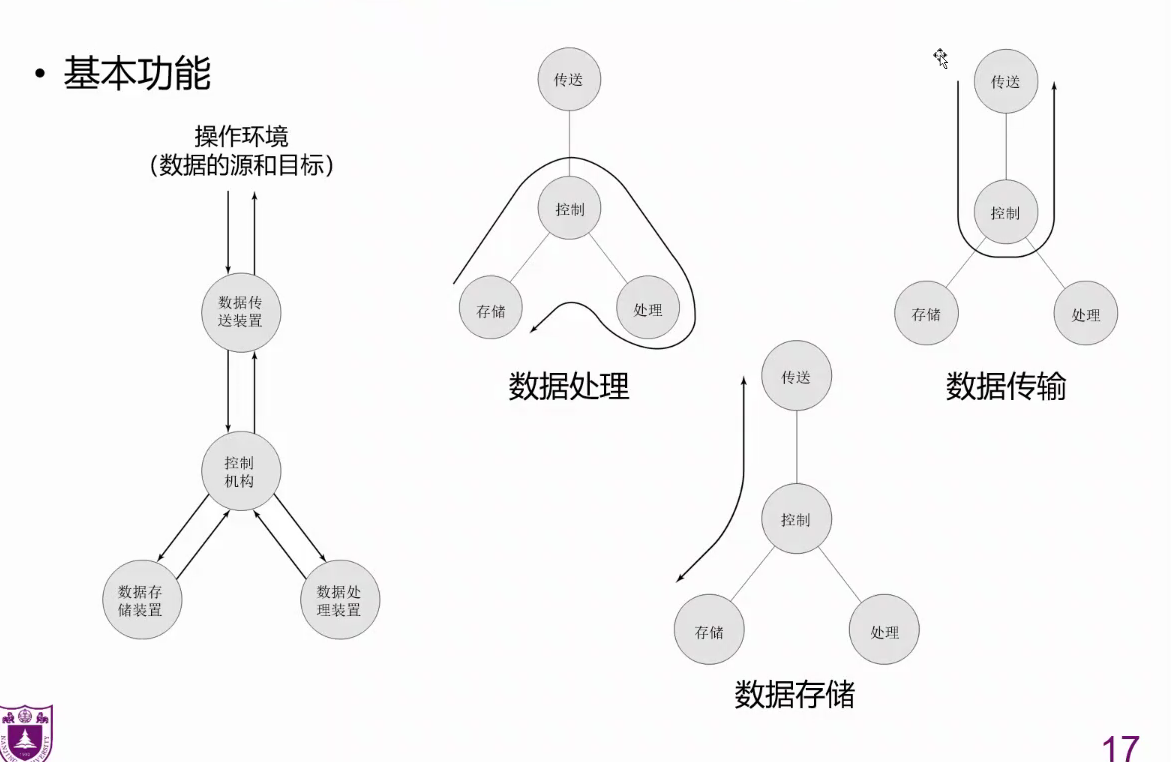 • 基本功能
操作环境
（数据的源和目标）
数据传
送装置
控制
机构
数据存
储装置
数据处
理装置
传送
控制
存储
处理
数据处理
传送
控制
存储
处理
数据传输
传送
控制
存储
处理
数据存储
17